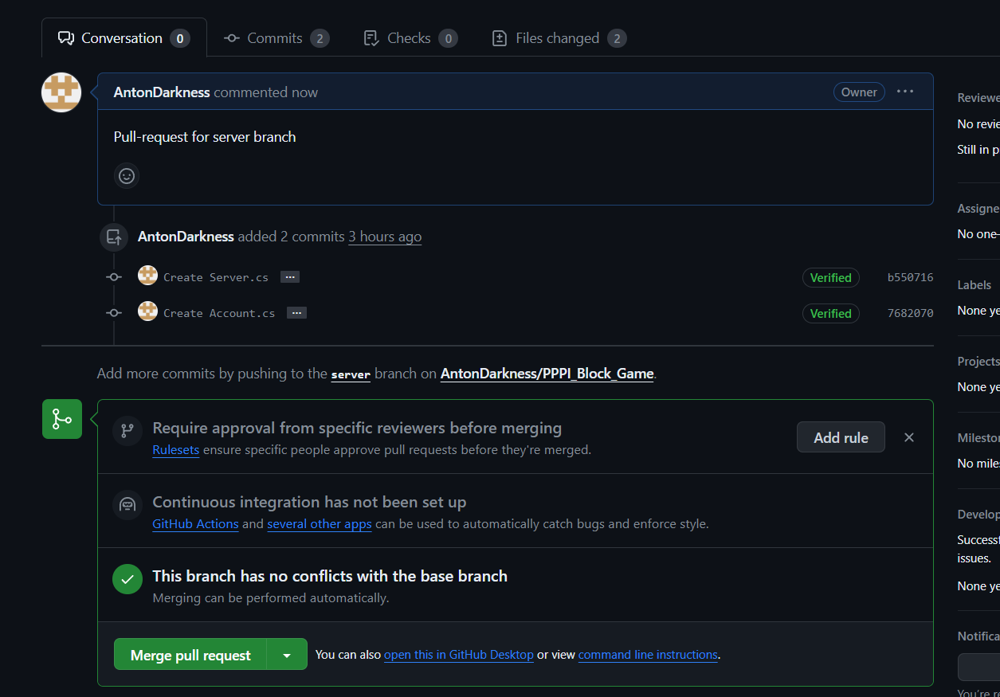 Conversation 0 Commits 2 Checks 0 Files changed 2
AntonDarkness commented now Owner ...
Pull-request for server branch
AntonDarkness added 2 commits 3 hours ago
Create Server.cs ... Verified b550716
Create Account.cs ... Verified 7682070
Add more commits by pushing to the server branch on AntonDarkness/PPPI_Block_Game.
Require approval from specific reviewers before merging
Rulesets ensure specific people approve pull requests before they're merged.
Add rule
Continuous integration has not been set up
GitHub Actions and several other apps can be used to automatically catch bugs and enforce style.
This branch has no conflicts with the base branch
Merging can be performed automatically.
Merge pull request You can also open this in GitHub Desktop or view command line instructions.
Reviewe
No revie
Still in p
Assigne
No one-
Labels
None ye
Projects
None ye
Milesto
No miles
Develop
Successf
issues.
None ye
Notifica
You're re